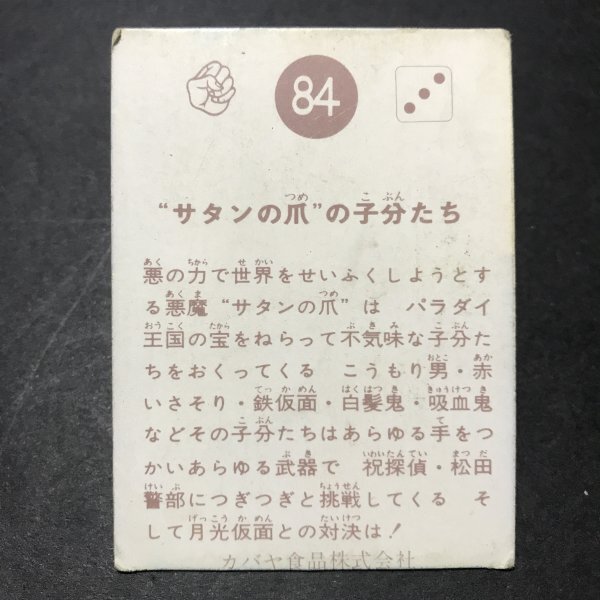 84
“サタンの爪”の子分たち
悪の力で世界をせいふくしようとす
る悪魔 “サタンの爪” は パラダイ
王国の宝をねらって不気味な子分た
ちをおくってくる こうもり男・赤
いさそり・鉄仮面・白髪鬼・吸血鬼
などその子分たちはあらゆる手をつ
かいあらゆる武器で 祝探偵・松田
警部につぎつぎと挑戦してくる そ
して月光仮面との対決は!
カバヤ食品株式会社